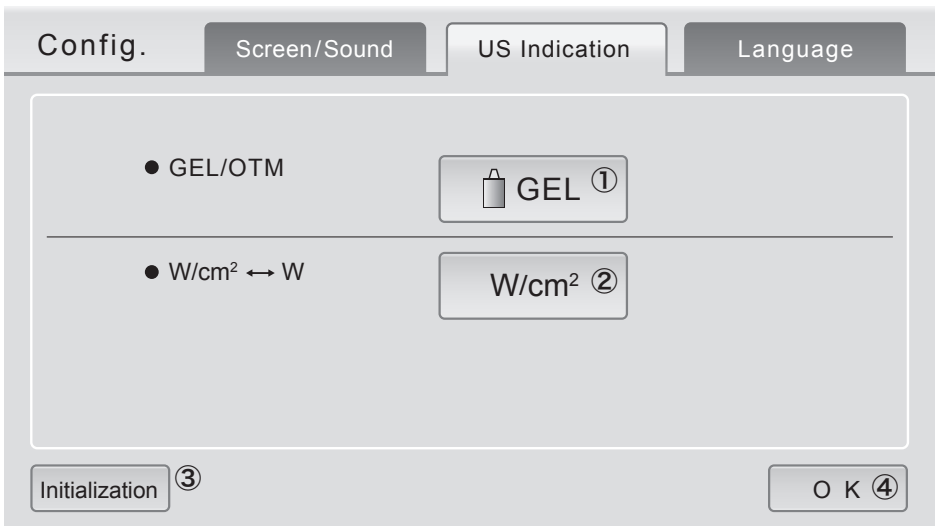 Config. Screen/Sound US Indication Language
● GEL/OTM GEL ①
● W/cm² ↔ W W/cm² ②
Initialization ③ O K ④